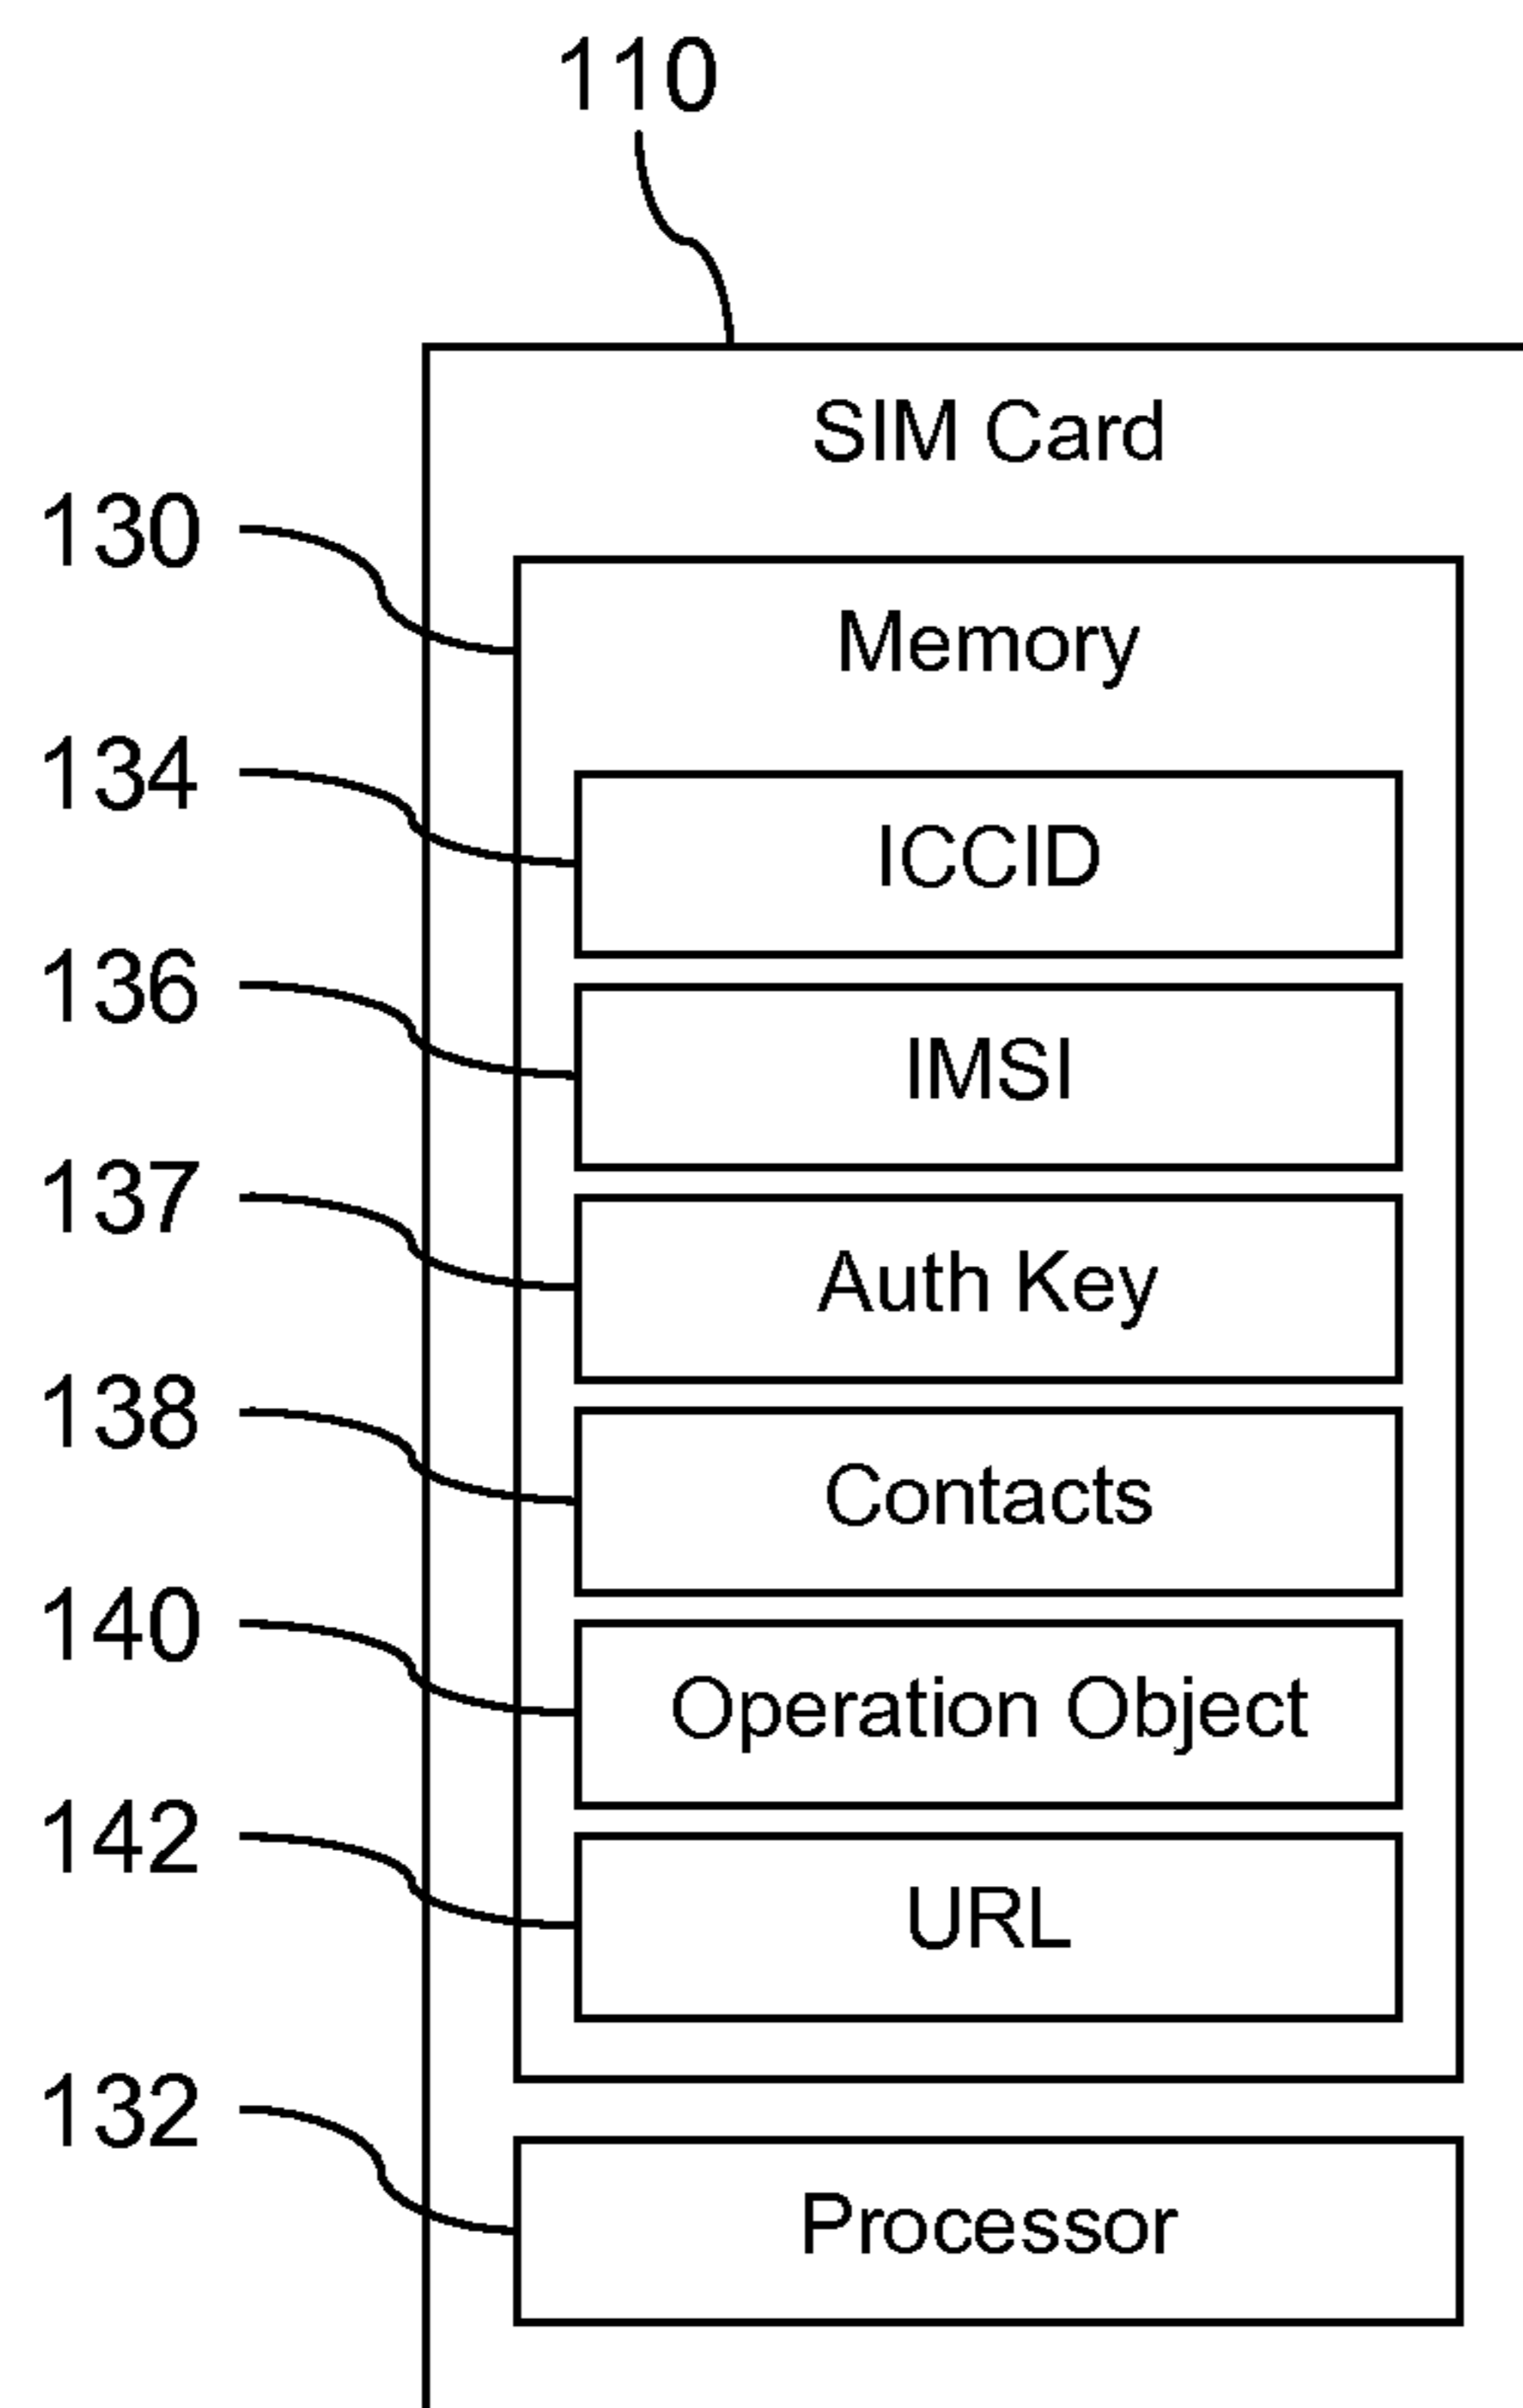 110
SIM Card
130
Memory
134
ICCID
136
IMSI
137
Auth Key
138
Contacts
140
Operation Object
142
URL
132
Processor